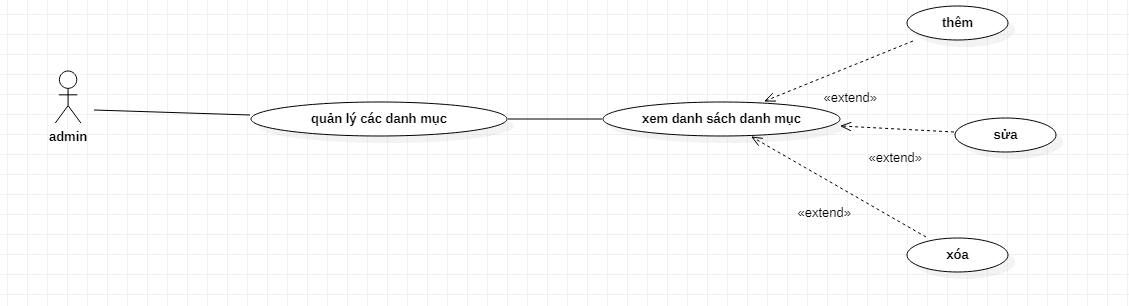 thêm
«extend»
admin
quản lý các danh mục
xem danh sách danh mục
sửa
«extend»
«extend»
xóa